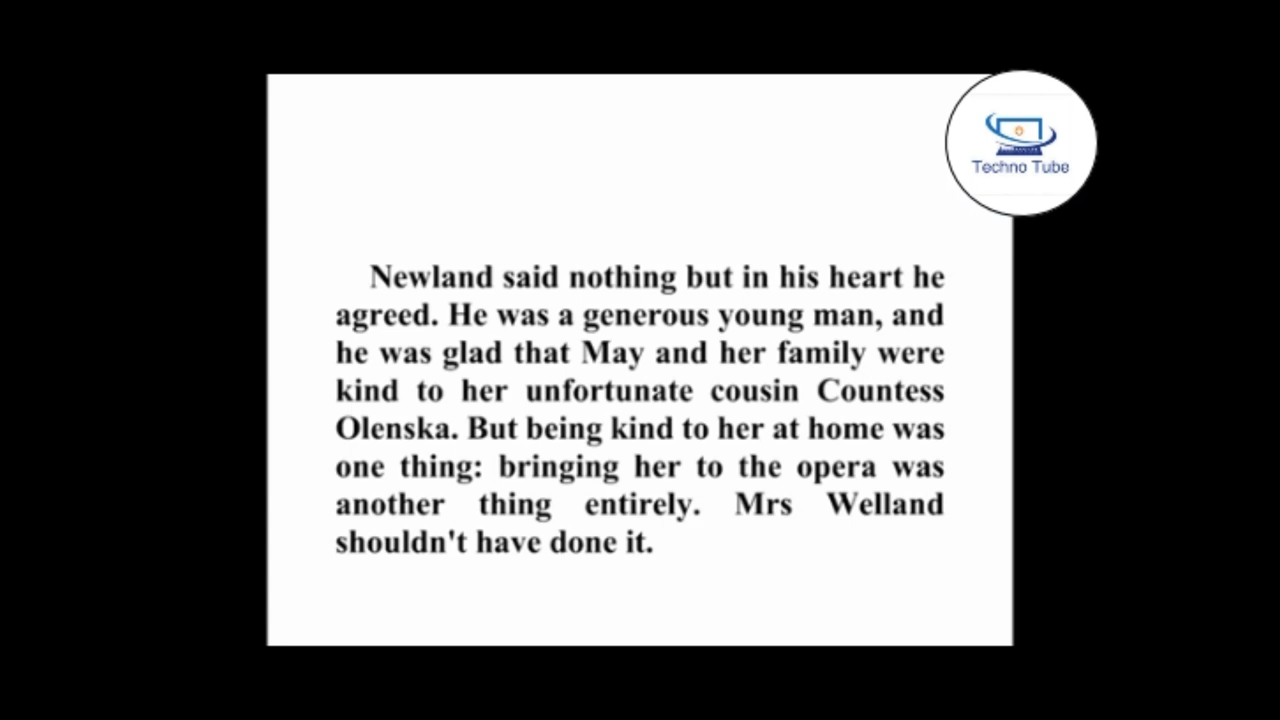 Techno Tube
Newland said nothing but in his heart he
agreed. He was a generous young man, and
he was glad that May and her family were
kind to her unfortunate cousin Countess
Olenska. But being kind to her at home was
one thing: bringing her to the opera was
another thing entirely. Mrs Welland
shouldn't have done it.